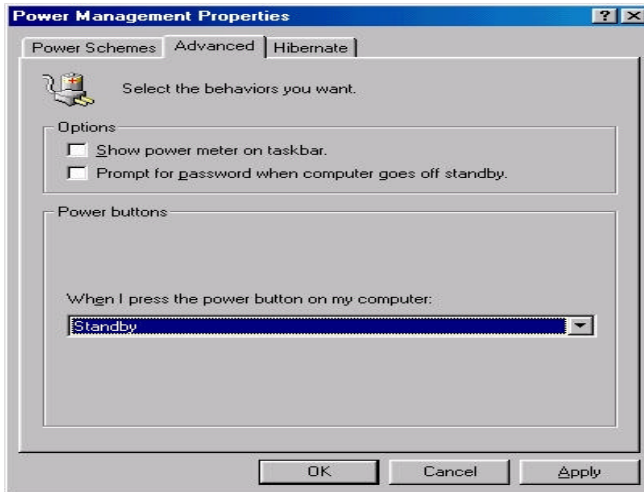 Power Management Properties
Power Schemes Advanced Hibernate
Select the behaviors you want.
Options
Show power meter on taskbar.
Prompt for password when computer goes off standby.
Power buttons
When I press the power button on my computer:
Standby
OK Cancel Apply